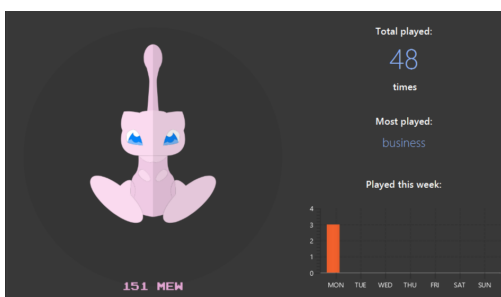 Total played:
48
times
Most played:
business
Played this week:
4
3
2
1
0
MON TUE WED THU FRI SAT SUN
151 MEW